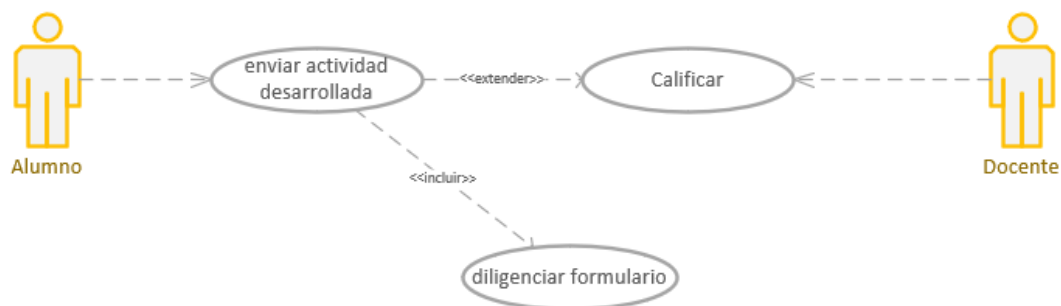 enviar actividad
desarrollada
<<extender>>
Calificar
Alumno
Docente
<<incluir>>
diligenciar formulario